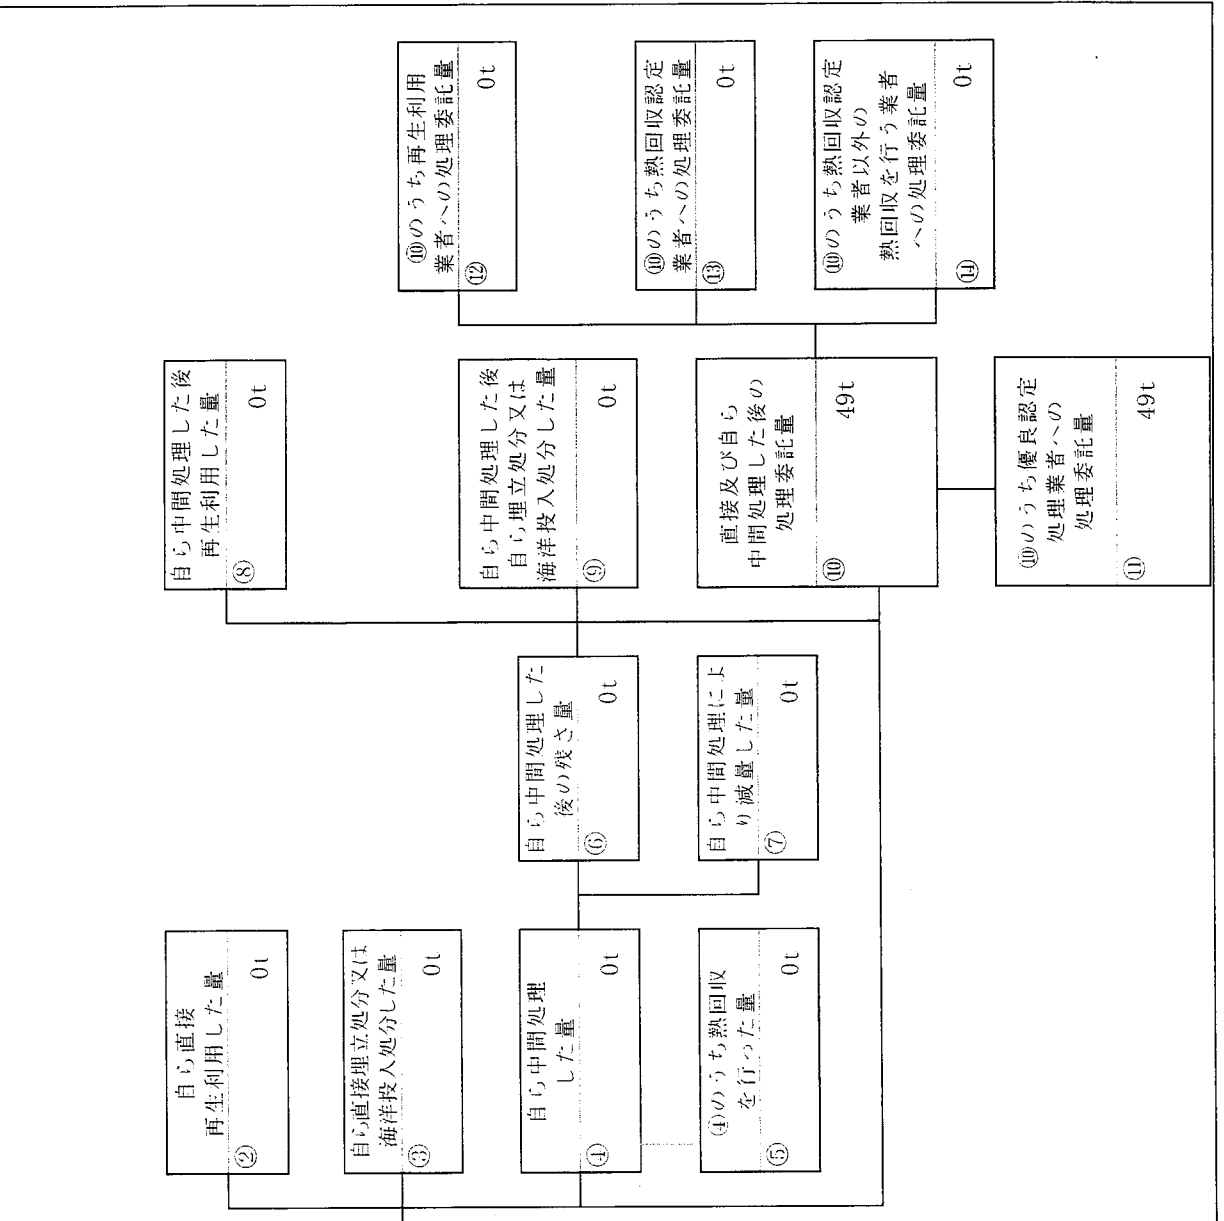 自ら直接
再生利用した量
② 0t
自ら直接埋立処分又は
海洋投入処分した量
③ 0t
自ら中間処理
した量
④ 0t
④のうち熱回収
を行った量
⑤ 0t
自ら中間処理した
後の残さ量
⑥ 0t
自ら中間処理によ
り減量した量
⑦ 0t
自ら中間処理した後
再生利用した量
⑧ 0t
自ら中間処理した後
自ら埋立処分又は
海洋投入処分した量
⑨ 0t
直接及び自ら
中間処理した後の
処理委託量
⑩ 49t
⑩のうち優良認定
処理業者への
処理委託量
⑪ 49t
⑩のうち再生利用
業者への処理委託量
⑫ 0t
⑩のうち熱回収認定
業者への処理委託量
⑬ 0t
⑩のうち熱回収認定
業者以外の
熱回収を行う業者
への処理委託量
⑭ 0t